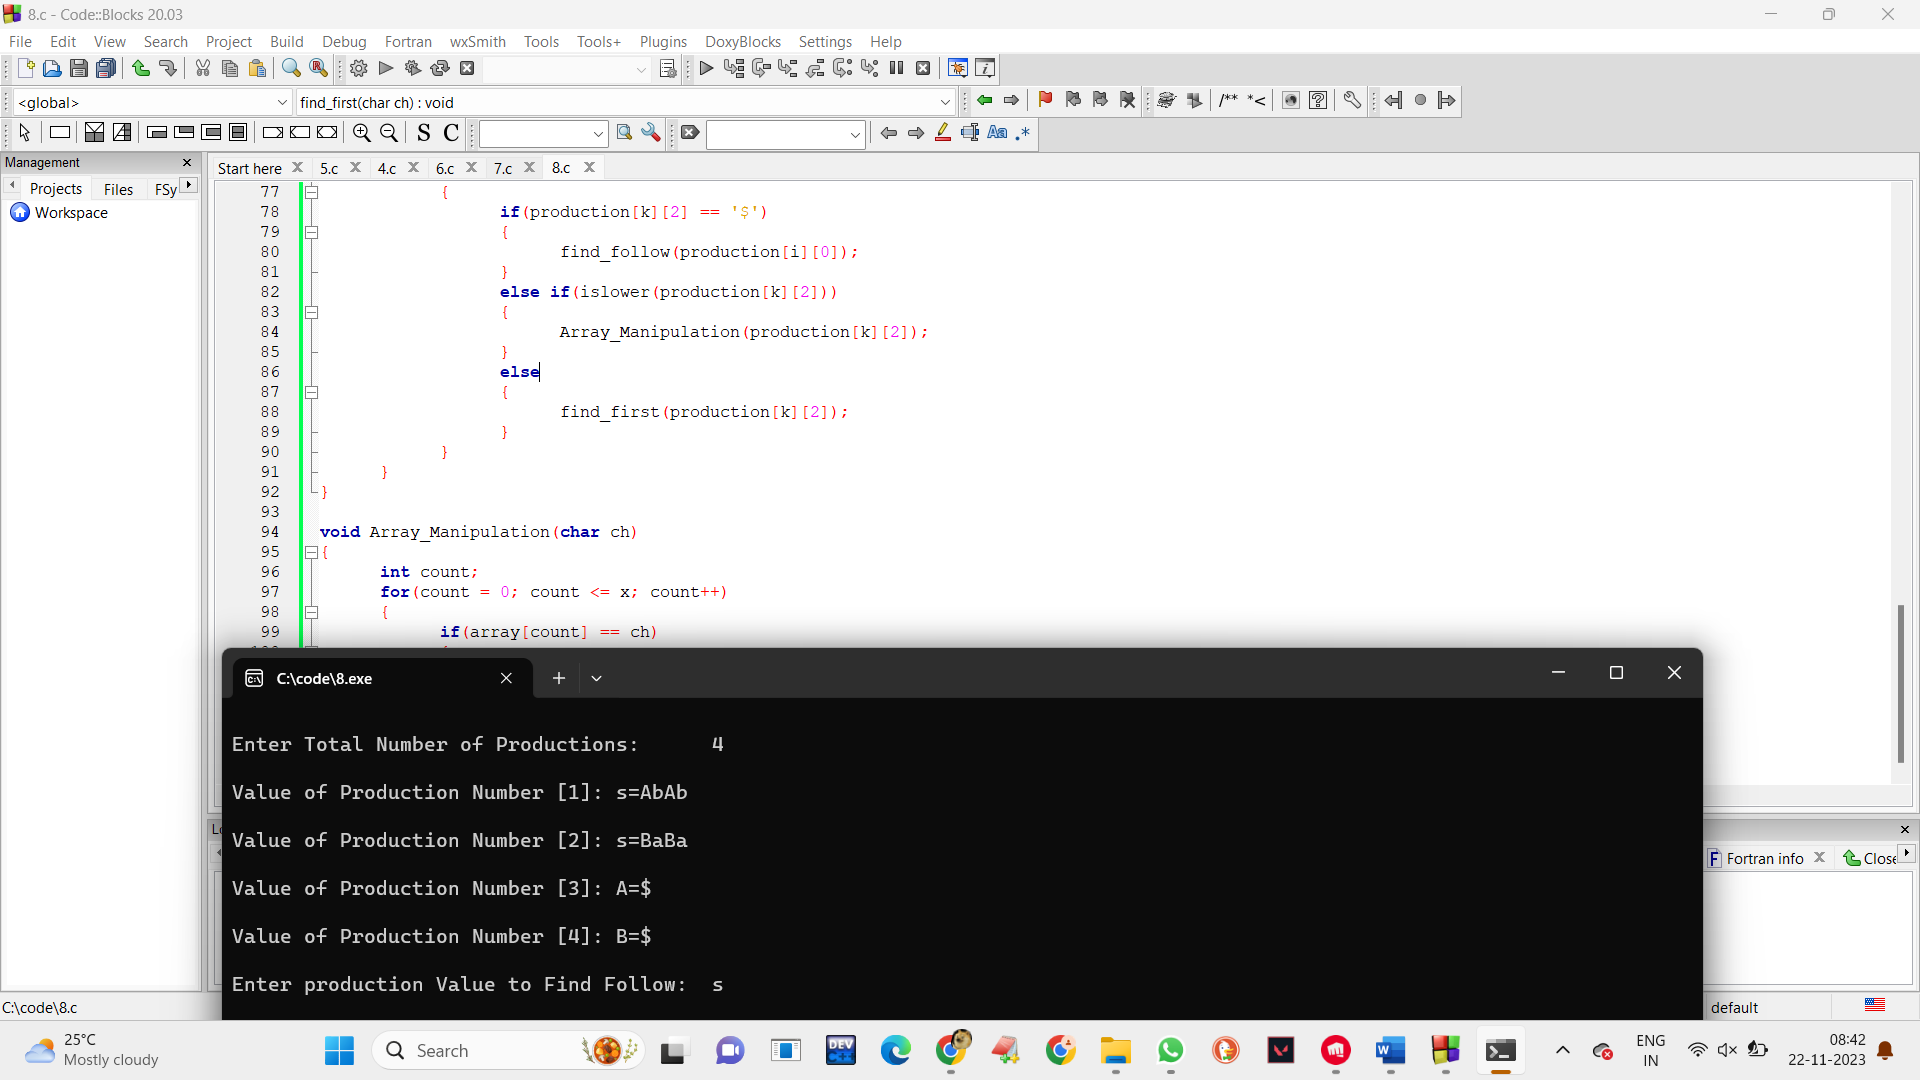 8.c - Code::Blocks 20.03
File Edit View Search Project Build Debug Fortran wxSmith Tools Tools+ Plugins DoxyBlocks Settings Help
<global> find_first(char ch) : void
/** *<
S C
Aa .*
Management
Start here 5.c 4.c 6.c 7.c 8.c
Projects Files FSy
Workspace
77 {
78 if(production[k][2] == '$')
79 {
80 find_follow(production[i][0]);
81 }
82 else if(islower(production[k][2]))
83 {
84 Array_Manipulation(production[k][2]);
85 }
86 else
87 {
88 find_first(production[k][2]);
89 }
90 }
91 }
92 }
93
94 void Array_Manipulation(char ch)
95 {
96 int count;
97 for(count = 0; count <= x; count++)
98 {
99 if(array[count] == ch)
C:\code\8.exe
Enter Total Number of Productions: 4
Value of Production Number [1]: s=AbAb
Value of Production Number [2]: s=BaBa
Value of Production Number [3]: A=$
Value of Production Number [4]: B=$
Enter production Value to Find Follow: s
Fortran info Close
C:\code\8.c
default
25°C
Mostly cloudy
Search
DEV C++
ENG
IN
08:42
22-11-2023